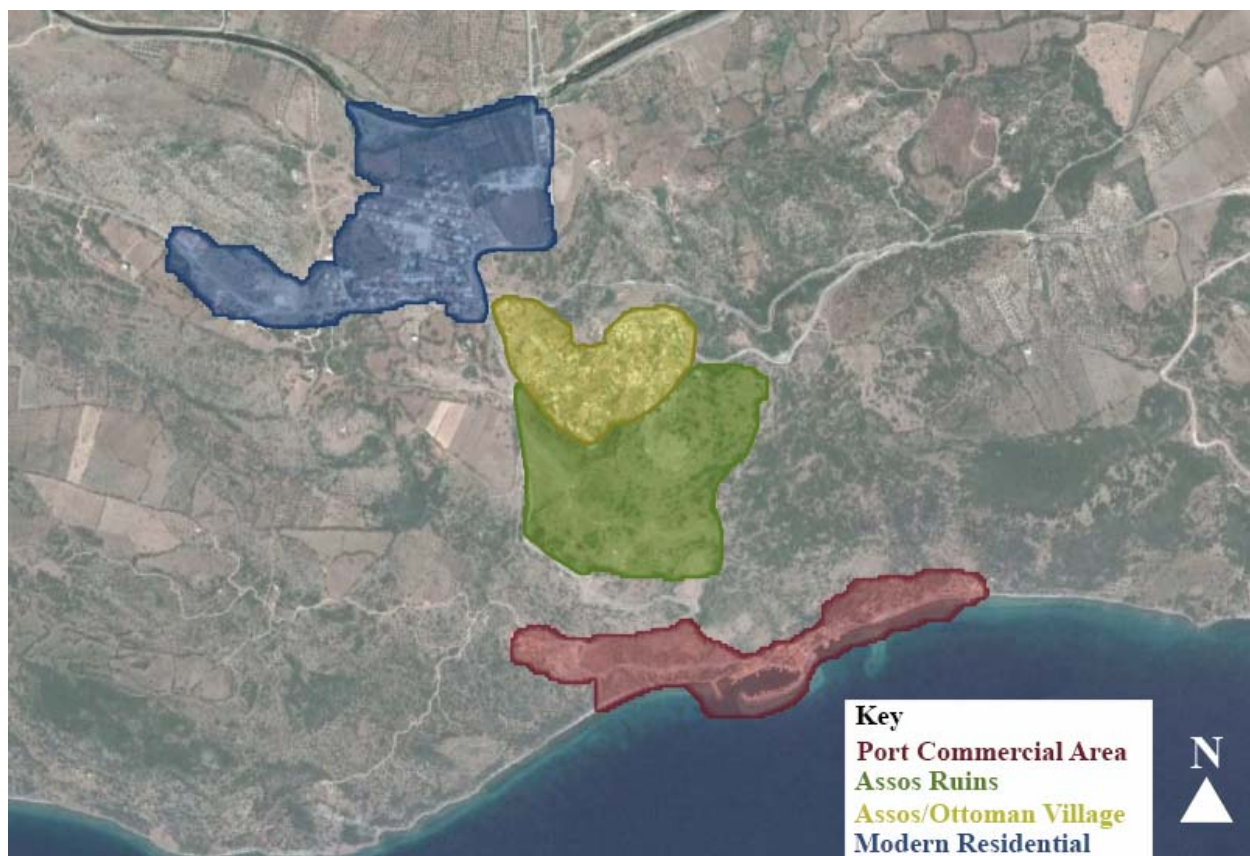 Key
Port Commercial Area
Assos Ruins
Assos/Ottoman Village
Modern Residential
N